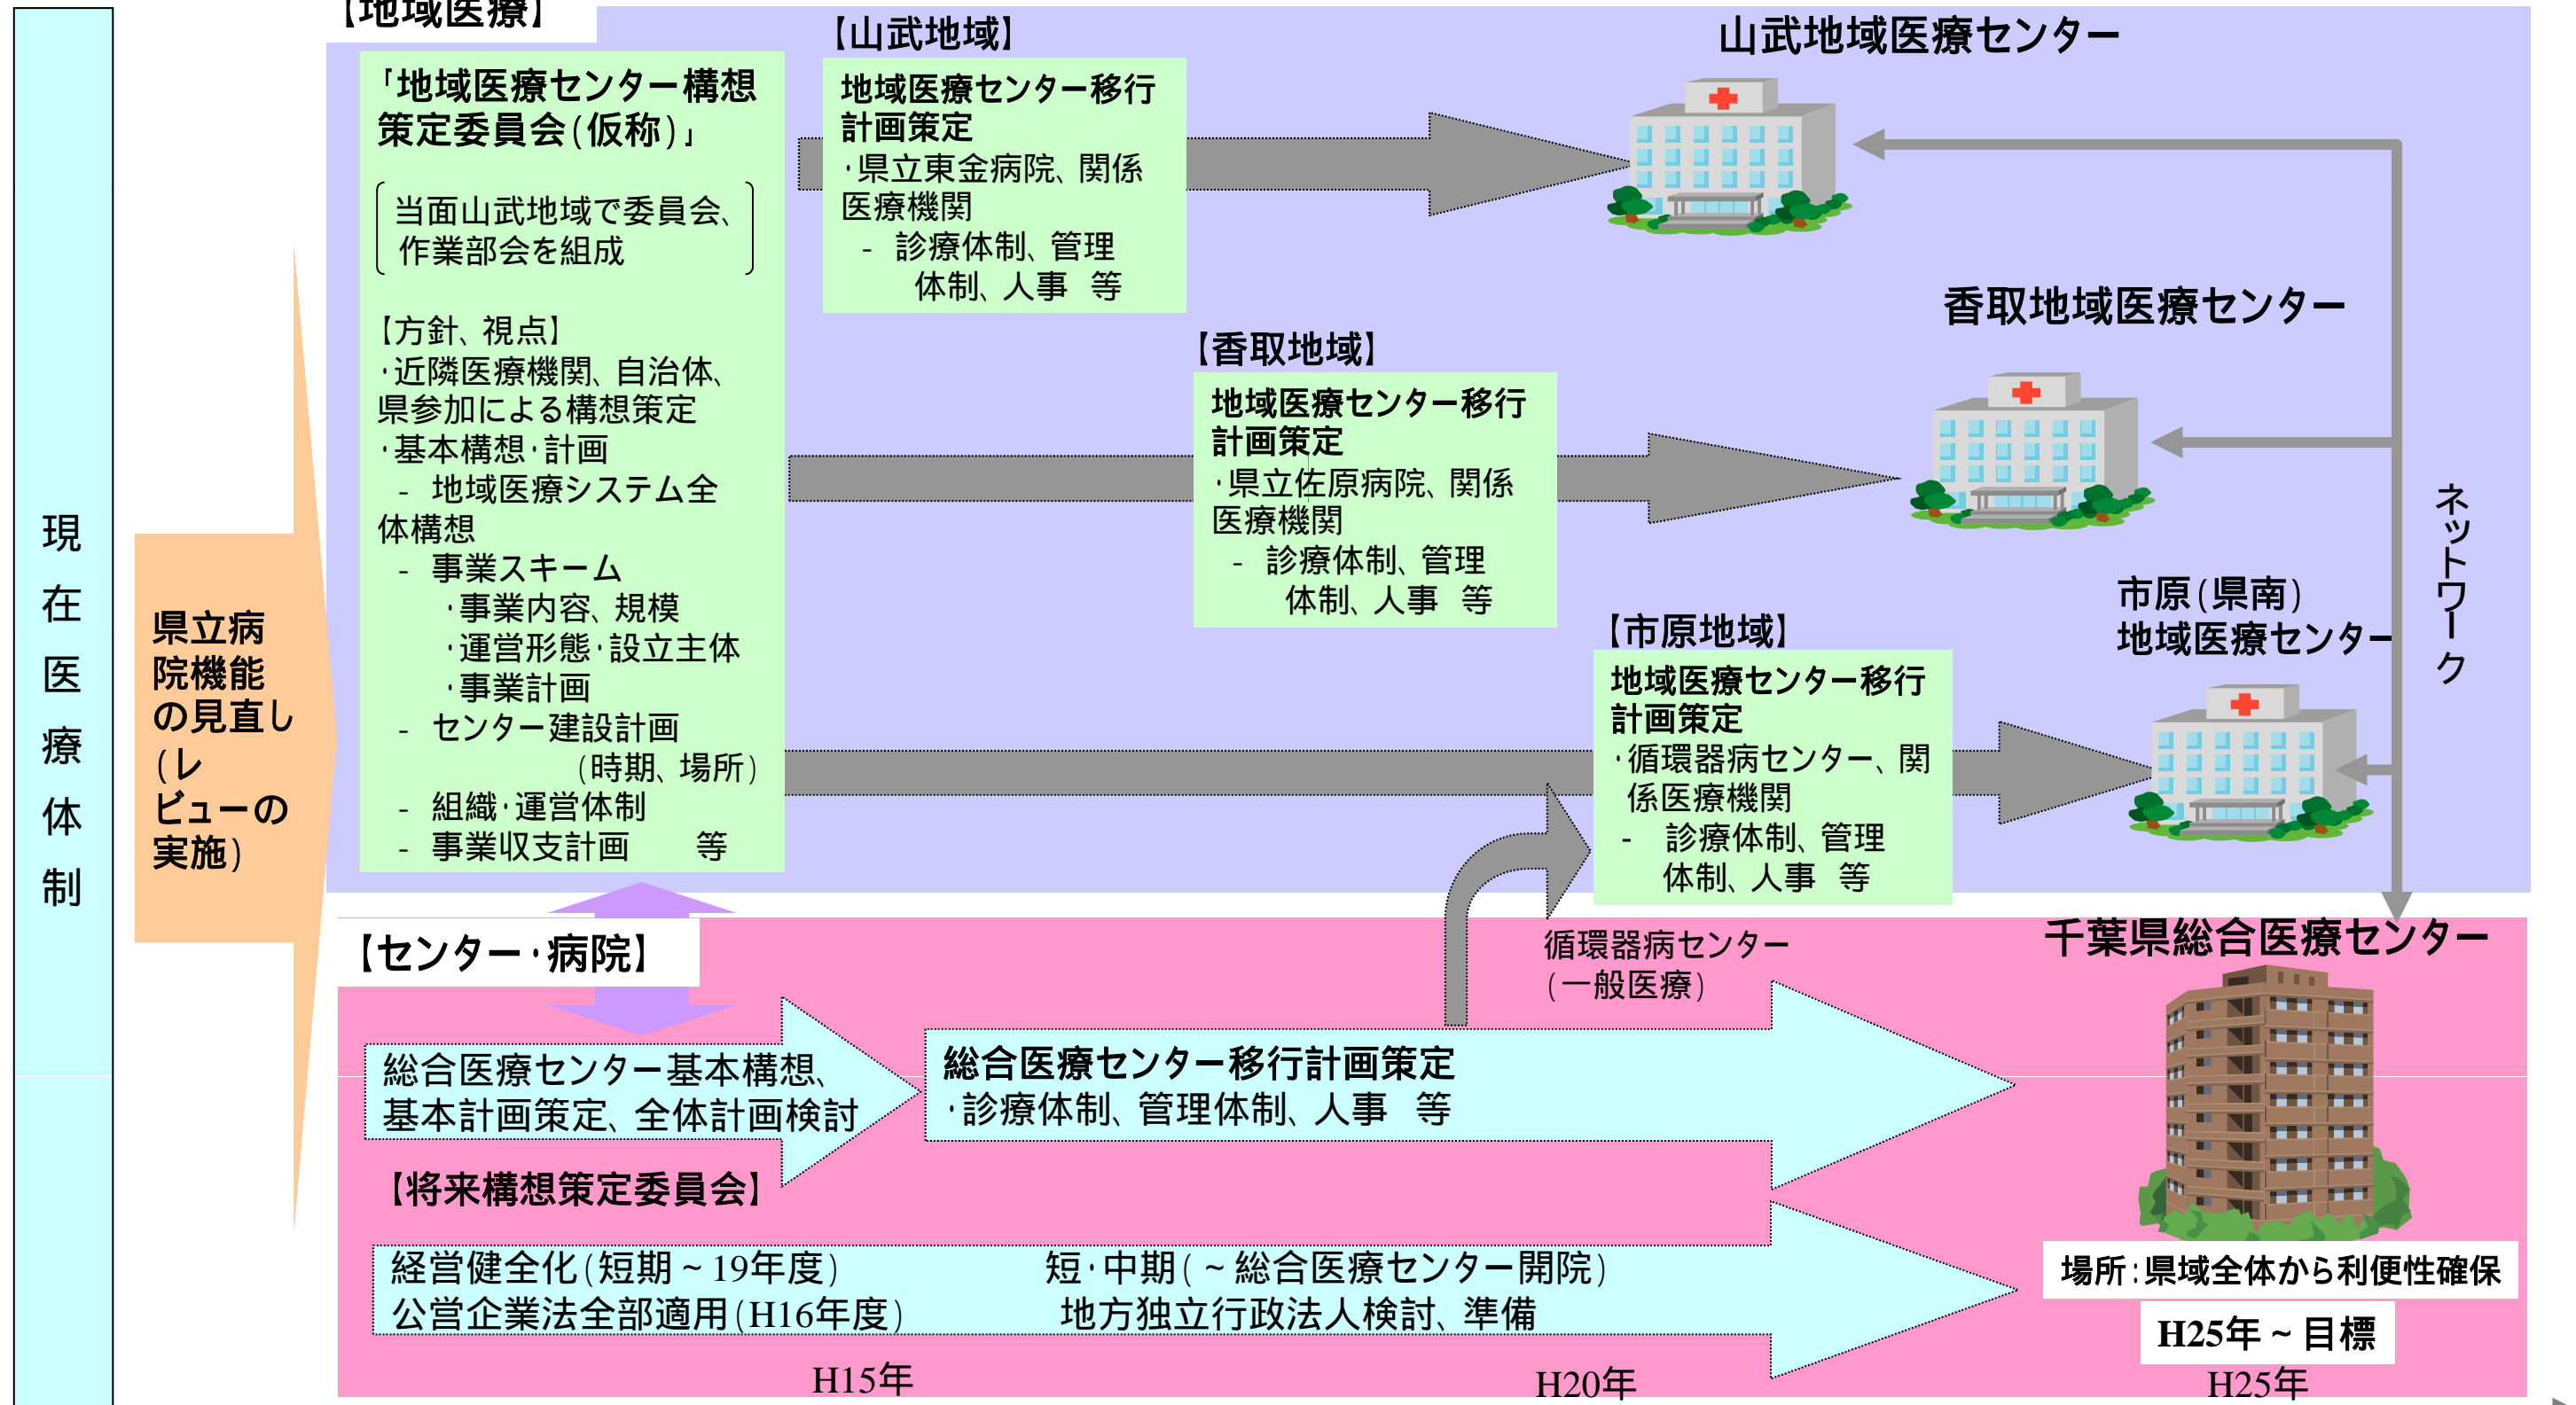 現在医療体制
県立病
院機能
の見直し
(レ
ビューの
実施)
【地域医療】
「地域医療センター構想
策定委員会(仮称)」
当面山武地域で委員会、
作業部会を組成
【方針、視点】
・近隣医療機関、自治体、
県参加による構想策定
・基本構想・計画
- 地域医療システム全
体構想
- 事業スキーム
・事業内容、規模
・運営形態・設立主体
・事業計画
- センター建設計画
(時期、場所)
- 組織・運営体制
- 事業収支計画 等
【山武地域】
地域医療センター移行
計画策定
・県立東金病院、関係
医療機関
- 診療体制、管理
体制、人事 等
山武地域医療センター
【香取地域】
地域医療センター移行
計画策定
・県立佐原病院、関係
医療機関
- 診療体制、管理
体制、人事 等
香取地域医療センター
【市原地域】
地域医療センター移行
計画策定
・循環器病センター、関
係医療機関
- 診療体制、管理
体制、人事 等
市原(県南)
地域医療センター
ネットワーク
【センター・病院】
循環器病センター
(一般医療)
千葉県総合医療センター
総合医療センター基本構想、
基本計画策定、全体計画検討
総合医療センター移行計画策定
・診療体制、管理体制、人事 等
【将来構想策定委員会】
経営健全化(短期~19年度) 短・中期(~総合医療センター開院)
公営企業法全部適用(H16年度) 地方独立行政法人検討、準備
場所:県域全体から利便性確保
H25年~目標
H15年 H20年 H25年